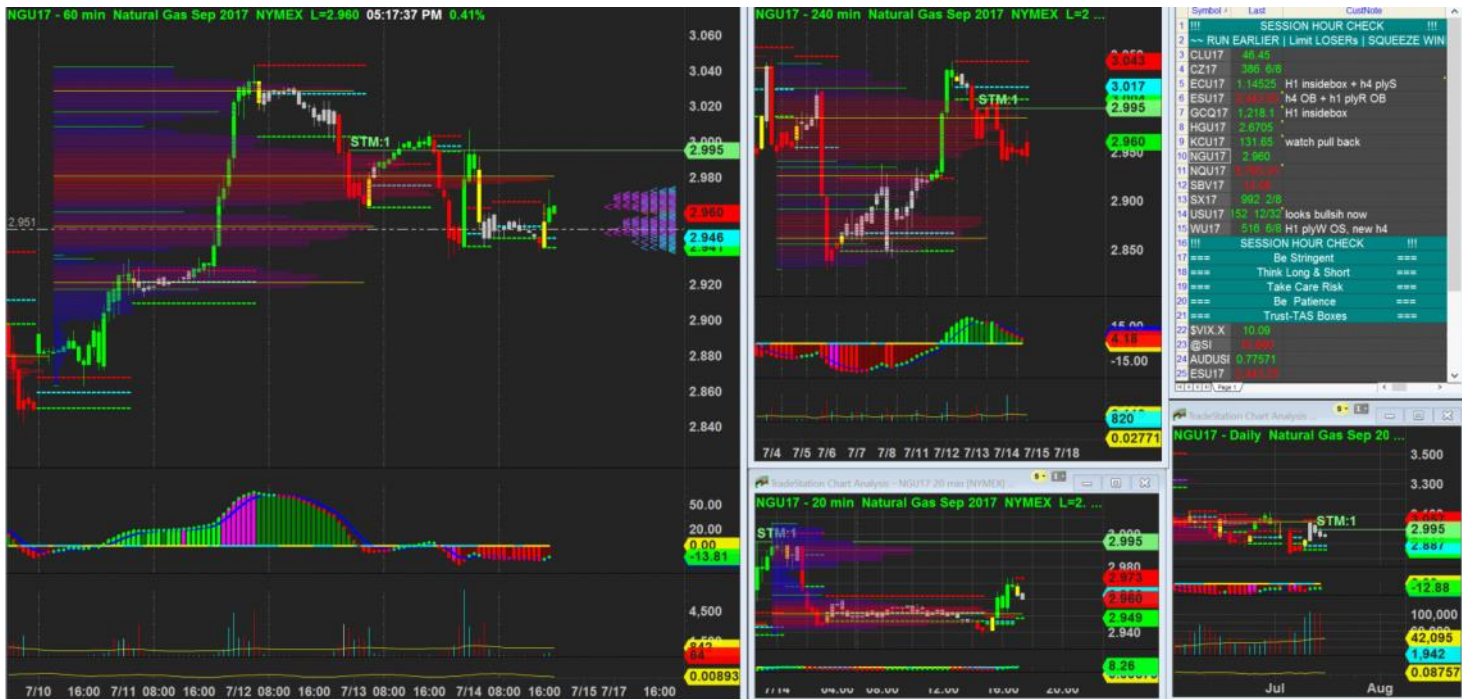 NGU17 - 60 min Natural Gas Sep 2017 NYMEX L=2.960 05:17:37 PM 0.41%
3.060
3.040
3.020
3.000
STM:1
2.995
2.980
2.960
2.951
2.946
2.941
2.920
2.900
2.880
2.860
2.840
50.00
20.00
0.00
-13.81
4,500
842
64
0.00893
7/10 16:00 7/11 08:00 16:00 7/12 08:00 16:00 7/13 08:00 16:00 7/14 08:00 16:00 7/15 7/17 16:00
NGU17 - 240 min Natural Gas Sep 2017 NYMEX L=2 ...
3.043
3.017
3.004
STM:1
2.995
2.960
2.950
2.900
2.850
15.00
4.18
-15.00
820
0.02771
7/4 7/5 7/6 7/7 7/8 7/11 7/12 7/13 7/14 7/15 7/18
TradeStation Chart Analysis - NGU17 20 min [NYMEX] ...
NGU17 - 20 min Natural Gas Sep 2017 NYMEX L=2. ...
STM:1
2.995
2.980
2.973
2.960
2.949
2.940
8.26
7/14 04:00 08:00 12:00 16:00 20:00
Symbol Last CustNote
1 !!! SESSION HOUR CHECK !!!
2 ~~ RUN EARLIER | Limit LOSERs | SQUEEZE WIN
3 CLU17 46.45
4 CZ17 386 6/8
5 ECU17 1.14525 H1 insidebox + h4 plyS
6 ESU17 h4 OB + h1 plyR OB
7 GCQ17 1,218.1 H1 insidebox
8 HGU17 2.6705
9 KCU17 131.65 watch pull back
10 NGU17 2.960
11 NQU17
12 SBV17
13 SX17 992 2/8
14 USU17 152 12/32 looks bullsih now
15 WU17 516 6/8 H1 plyW OS, new h4
16 !!! SESSION HOUR CHECK !!!
17 === Be Stringent ===
18 === Think Long & Short ===
19 === Take Care Risk ===
20 === Be Patience ===
21 === Trust-TAS Boxes ===
22 $VIX.X 10.09
23 @SI
24 AUDUSI 0.77571
25 ESU17
Page 1
TradeStation Chart Analysis ...
NGU17 - Daily Natural Gas Sep 20 ...
3.500
3.300
STM:1
2.995
2.887
-12.88
100,000
42,095
1,942
0.08757
Jul Aug